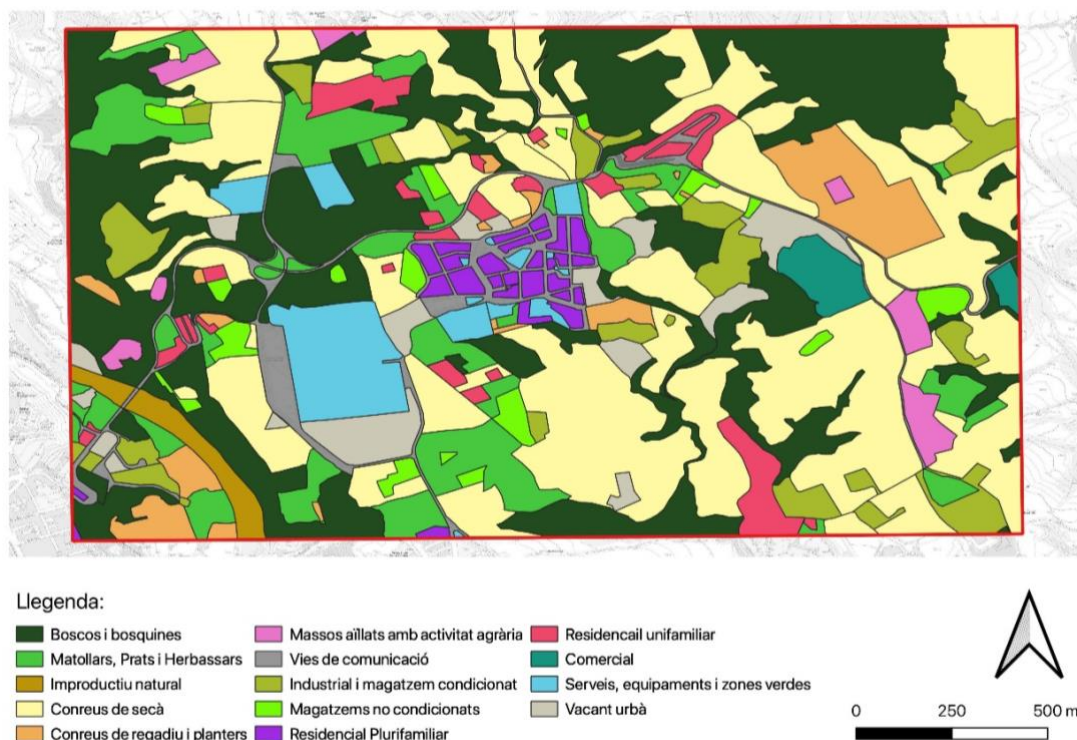 Llegenda:
Boscos i bosquines
Matollars, Prats i Herbassars
Improductiu natural
Conreus de secà
Conreus de regadiu i planters
Massos aïllats amb activitat agrària
Vies de comunicació
Industrial i magatzem condicionat
Magatzems no condicionats
Residencial Plurifamiliar
Residencail unifamiliar
Comercial
Serveis, equipaments i zones verdes
Vacant urbà
0 250 500 m